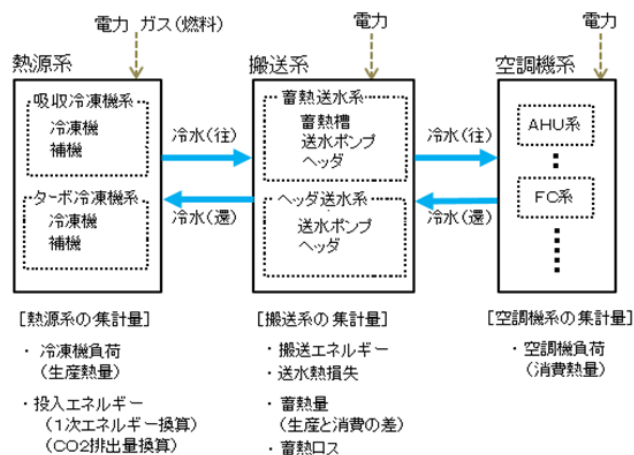 電力 ガス(燃料)
電力
電力
熱源系
搬送系
空調機系
吸収冷凍機系
冷凍機
補機
ターボ冷凍機系
冷凍機
補機
冷水(往)
冷水(還)
蓄熱送水系
蓄熱槽
送水ポンプ
ヘッダ
ヘッダ送水系
送水ポンプ
ヘッダ
冷水(往)
冷水(還)
AHU系
FC系
[熱源系の集計量]
・ 冷凍機負荷
(生産熱量)
・ 投入エネルギー
(1次エネルギー換算)
(CO2排出量換算)
[搬送系の集計量]
・ 搬送エネルギー
・ 送水熱損失
・ 蓄熱量
(生産と消費の差)
・ 蓄熱ロス
[空調機系の集計量]
・ 空調機負荷
(消費熱量)